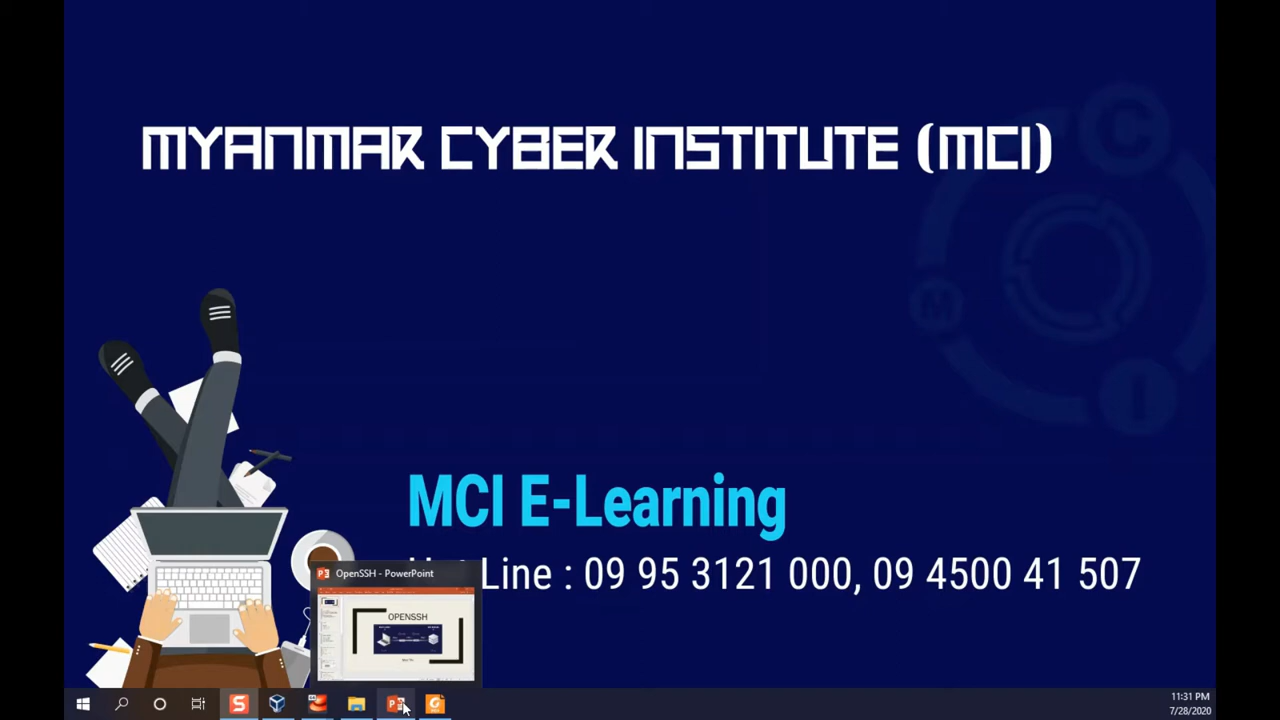 MYANMAR CYBER INSTITUTE (MCI)
MCI E-Learning
Line : 09 95 3121 000, 09 4500 41 507
OpenSSH - PowerPoint
OPENSSH
11:31 PM
7/28/2020